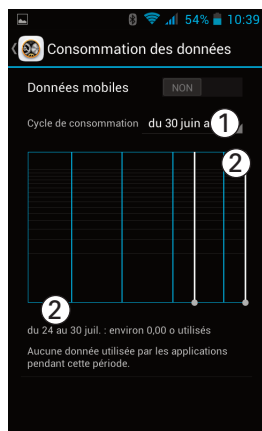 54% 10:39
Consommation des données
Données mobiles NON
Cycle de consommation du 30 juin a 1
2
2
du 24 au 30 juil. : environ 0,00 o utilisés
Aucune donnée utilisée par les applications
pendant cette période.